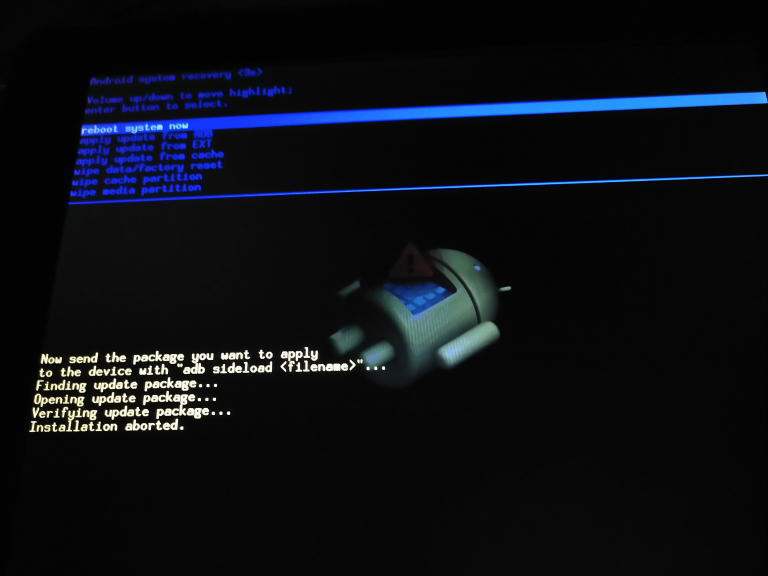 Android system recovery <3e>
Volume up/down to move highlight;
enter button to select.
reboot system now
apply update from ADB
apply update from EXT
apply update from cache
wipe data/factory reset
wipe cache partition
wipe media partition
Now send the package you want to apply
to the device with "adb sideload <filename>"...
Finding update package...
Opening update package...
Verifying update package...
Installation aborted.